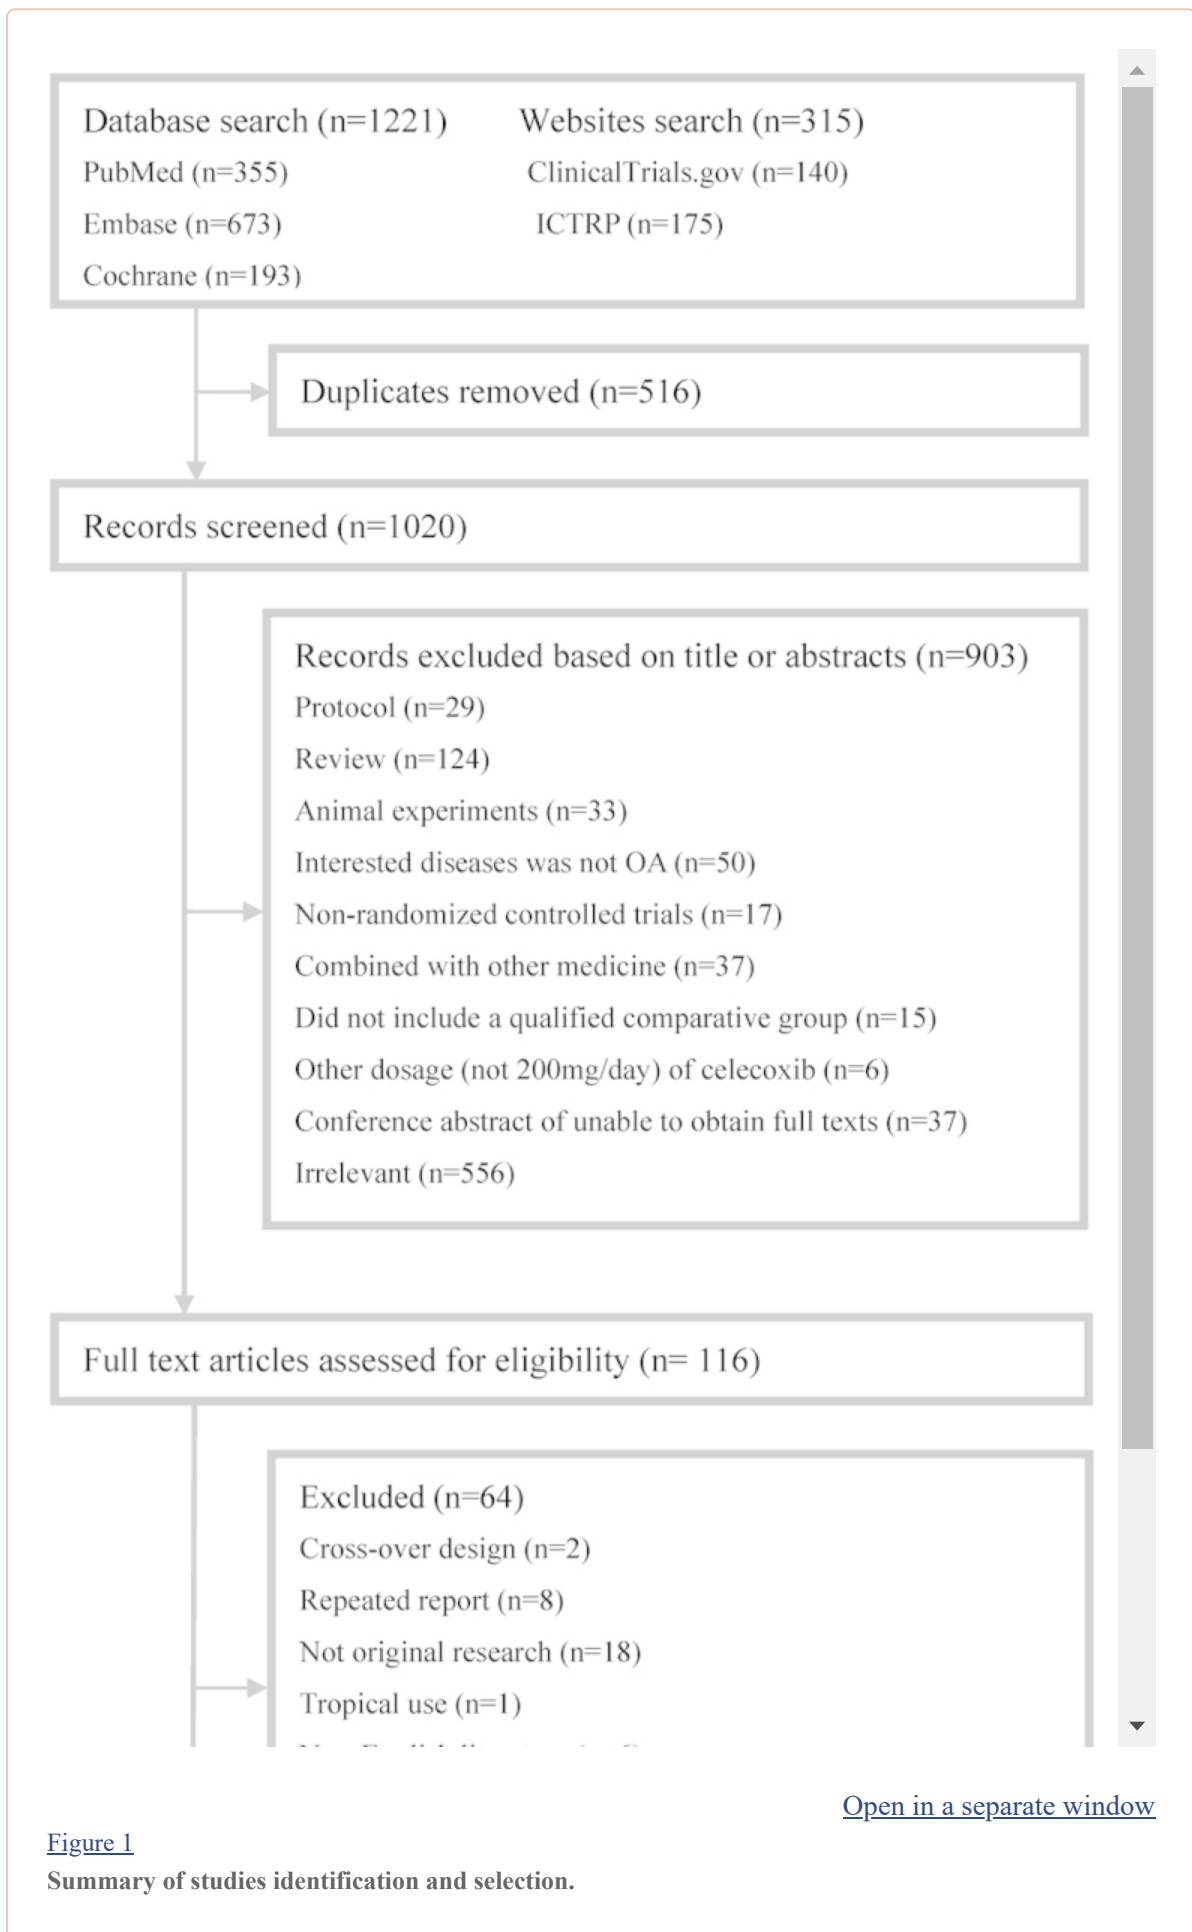 Database search (n=1221) Websites search (n=315)
PubMed (n=355) ClinicalTrials.gov (n=140)
Embase (n=673) ICTRP (n=175)
Cochrane (n=193)
Duplicates removed (n=516)
Records screened (n=1020)
Records excluded based on title or abstracts (n=903)
Protocol (n=29)
Review (n=124)
Animal experiments (n=33)
Interested diseases was not OA (n=50)
Non-randomized controlled trials (n=17)
Combined with other medicine (n=37)
Did not include a qualified comparative group (n=15)
Other dosage (not 200mg/day) of celecoxib (n=6)
Conference abstract of unable to obtain full texts (n=37)
Irrelevant (n=556)
Full text articles assessed for eligibility (n= 116)
Excluded (n=64)
Cross-over design (n=2)
Repeated report (n=8)
Not original research (n=18)
Tropical use (n=1)
Open in a separate window
Figure 1
Summary of studies identification and selection.